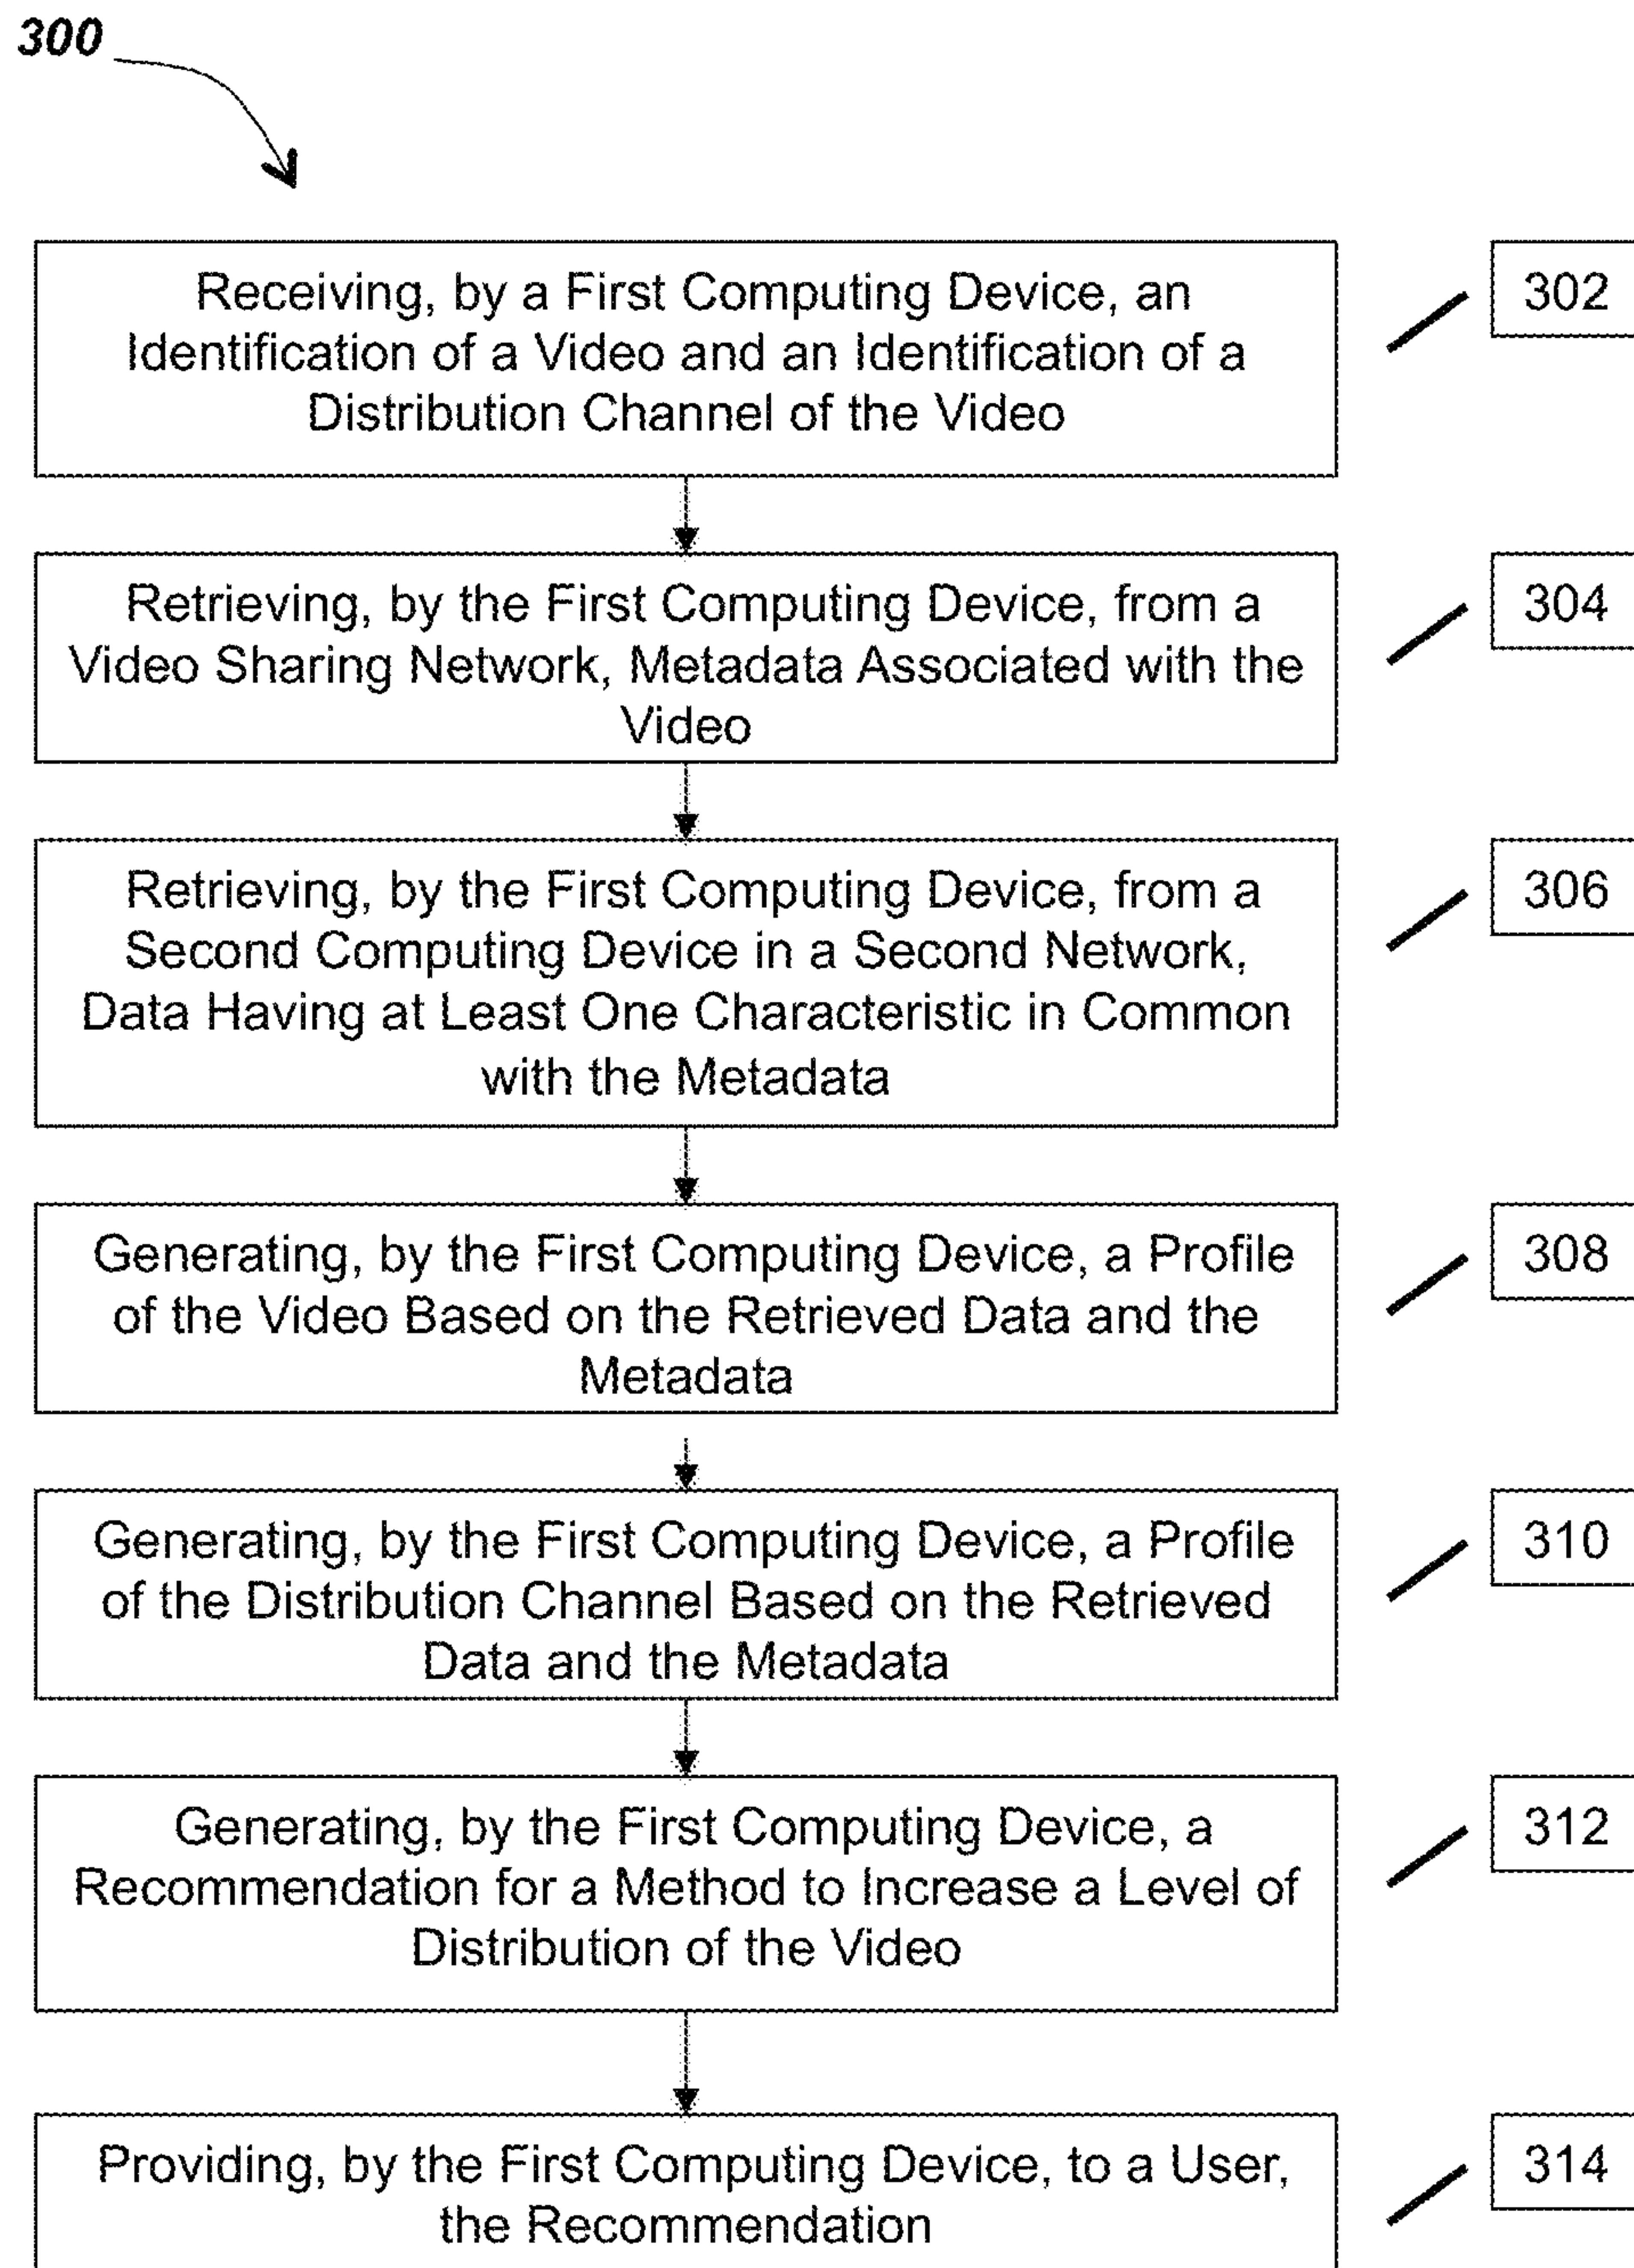 300
Receiving, by a First Computing Device, an
Identification of a Video and an Identification of a
Distribution Channel of the Video
302
Retrieving, by the First Computing Device, from a
Video Sharing Network, Metadata Associated with the
Video
304
Retrieving, by the First Computing Device, from a
Second Computing Device in a Second Network,
Data Having at Least One Characteristic in Common
with the Metadata
306
Generating, by the First Computing Device, a Profile
of the Video Based on the Retrieved Data and the
Metadata
308
Generating, by the First Computing Device, a Profile
of the Distribution Channel Based on the Retrieved
Data and the Metadata
310
Generating, by the First Computing Device, a
Recommendation for a Method to Increase a Level of
Distribution of the Video
312
Providing, by the First Computing Device, to a User,
the Recommendation
314